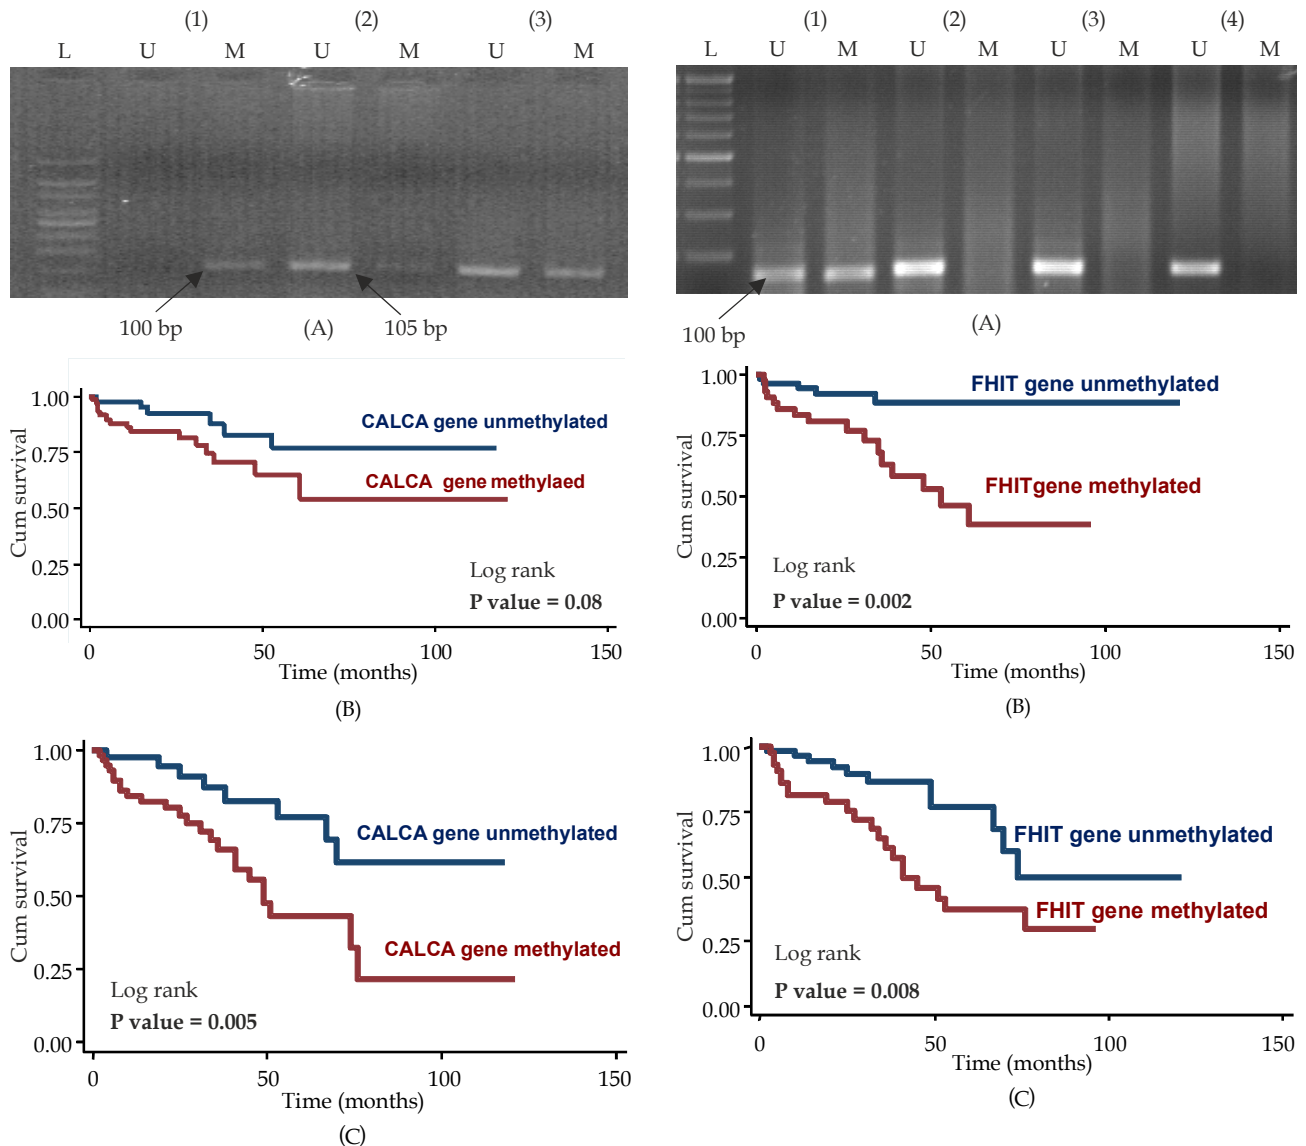 (1) (2) (3)
L U M U M U M
100 bp (A) 105 bp
1.00
0.75
0.50
0.25
0.00
Cum survival
CALCA gene unmethylated
CALCA gene methylaed
Log rank
P value = 0.08
0 50 100 150
Time (months)
(B)
1.00
0.75
0.50
0.25
0.00
Cum survival
CALCA gene unmethylated
CALCA gene methylated
Log rank
P value = 0.005
0 50 100 150
Time (months)
(C)
(1) (2) (3) (4)
L U M U M U M U M
100 bp
(A)
1.00
0.75
0.50
0.25
0.00
Cum survival
FHIT gene unmethylated
FHITgene methylated
Log rank
P value = 0.002
0 50 100 150
Time (months)
(B)
1.00
0.75
0.50
0.25
0.00
Cum survival
FHIT gene unmethylated
FHIT gene methylated
Log rank
P value = 0.008
0 50 100 150
Time (months)
(C)